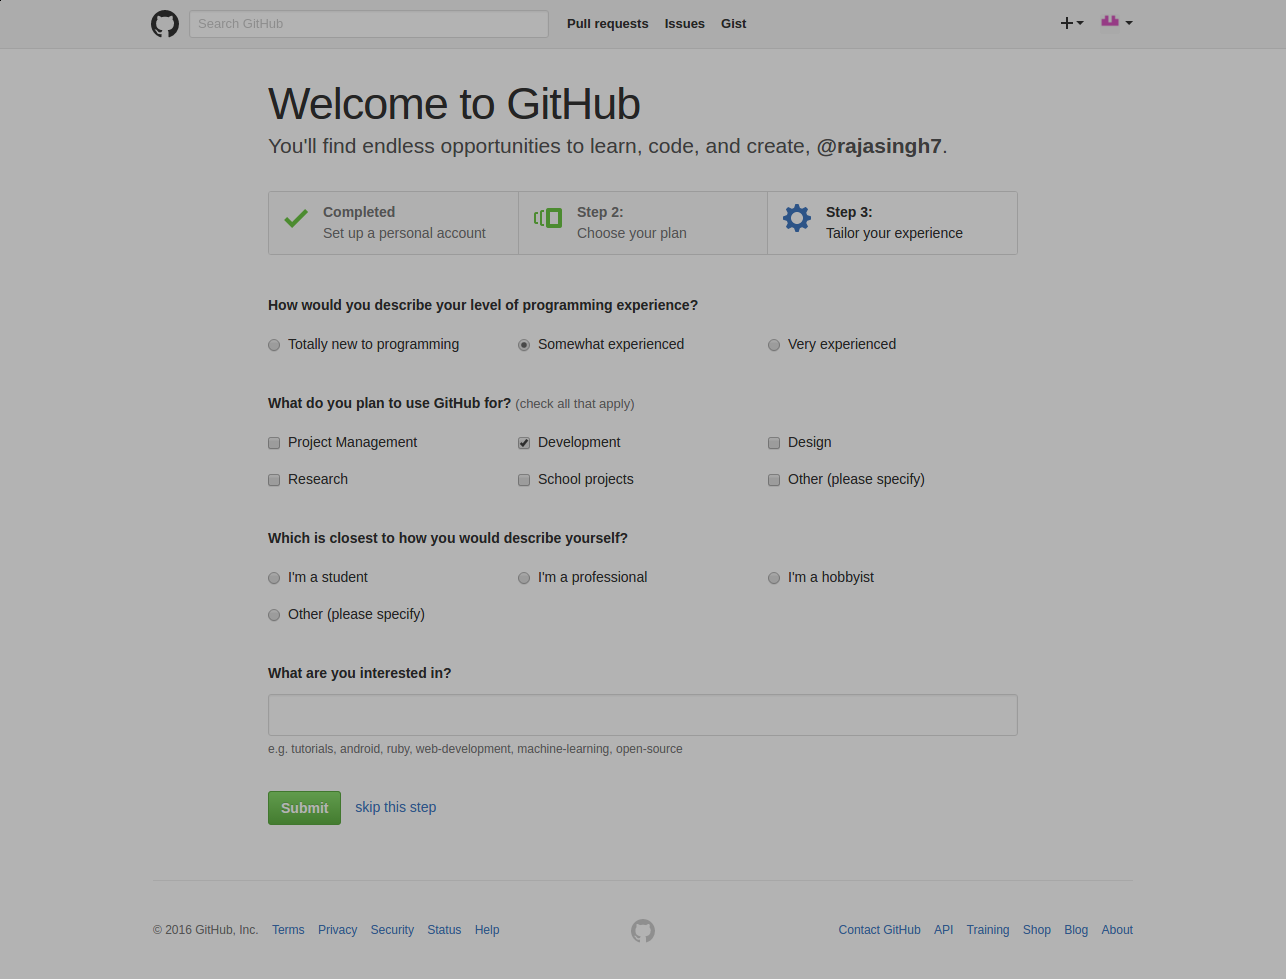 Search GitHub Pull requests Issues Gist
Welcome to GitHub
You'll find endless opportunities to learn, code, and create, @rajasingh7.
Completed
Set up a personal account
Step 2:
Choose your plan
Step 3:
Tailor your experience
How would you describe your level of programming experience?
Totally new to programming Somewhat experienced Very experienced
What do you plan to use GitHub for? (check all that apply)
Project Management Development Design
Research School projects Other (please specify)
Which is closest to how you would describe yourself?
I'm a student I'm a professional I'm a hobbyist
Other (please specify)
What are you interested in?
e.g. tutorials, android, ruby, web-development, machine-learning, open-source
Submit skip this step
© 2016 GitHub, Inc. Terms Privacy Security Status Help Contact GitHub API Training Shop Blog About